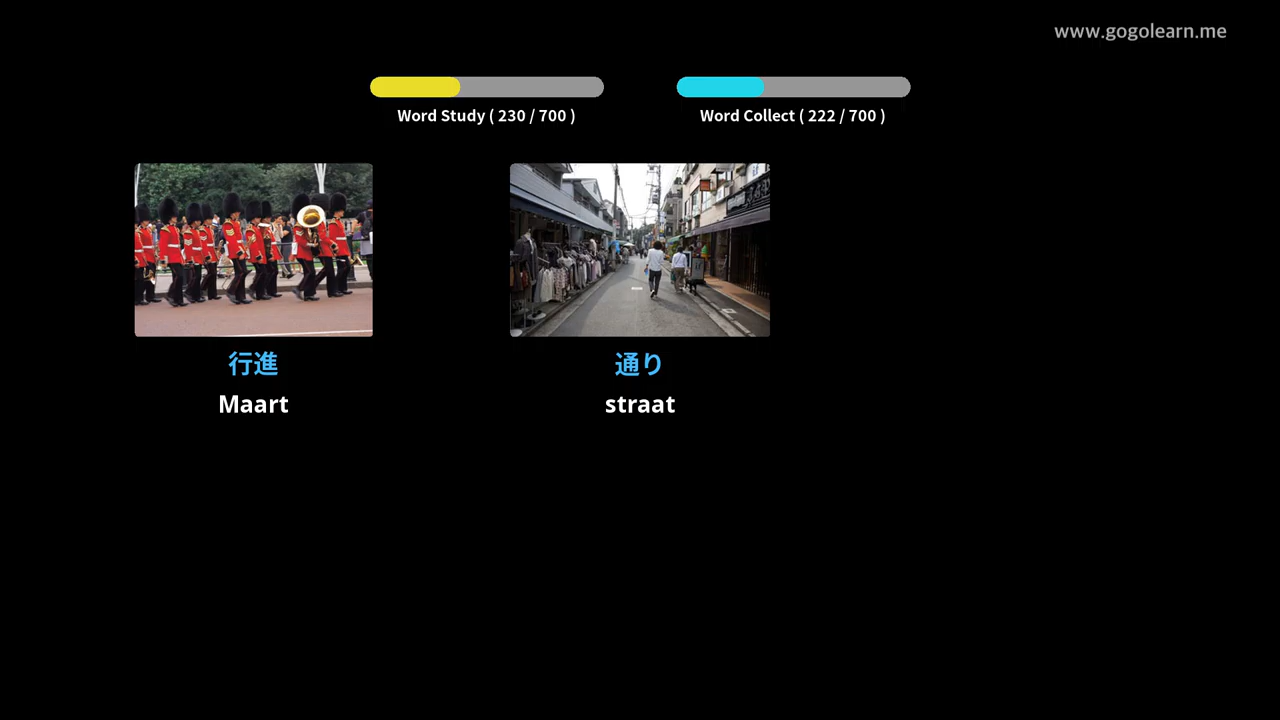 www.gogolearn.me
Word Study ( 230 / 700 )
Word Collect ( 222 / 700 )
行進
Maart
通り
straat